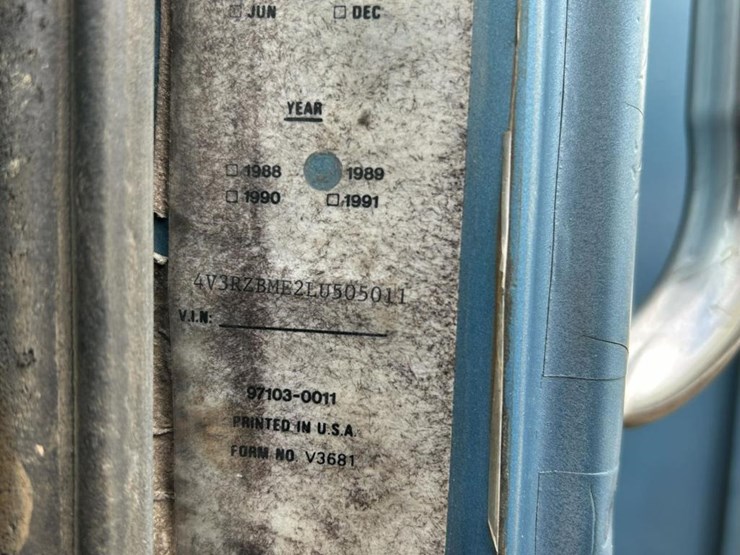 ☐ JUN ☐ DEC
YEAR
☐ 1988 1989
☐ 1990 ☐ 1991
4V3RZBME2LU505011
V.I.N:
97103-0011
PRINTED IN U.S.A.
FORM NO. V3681